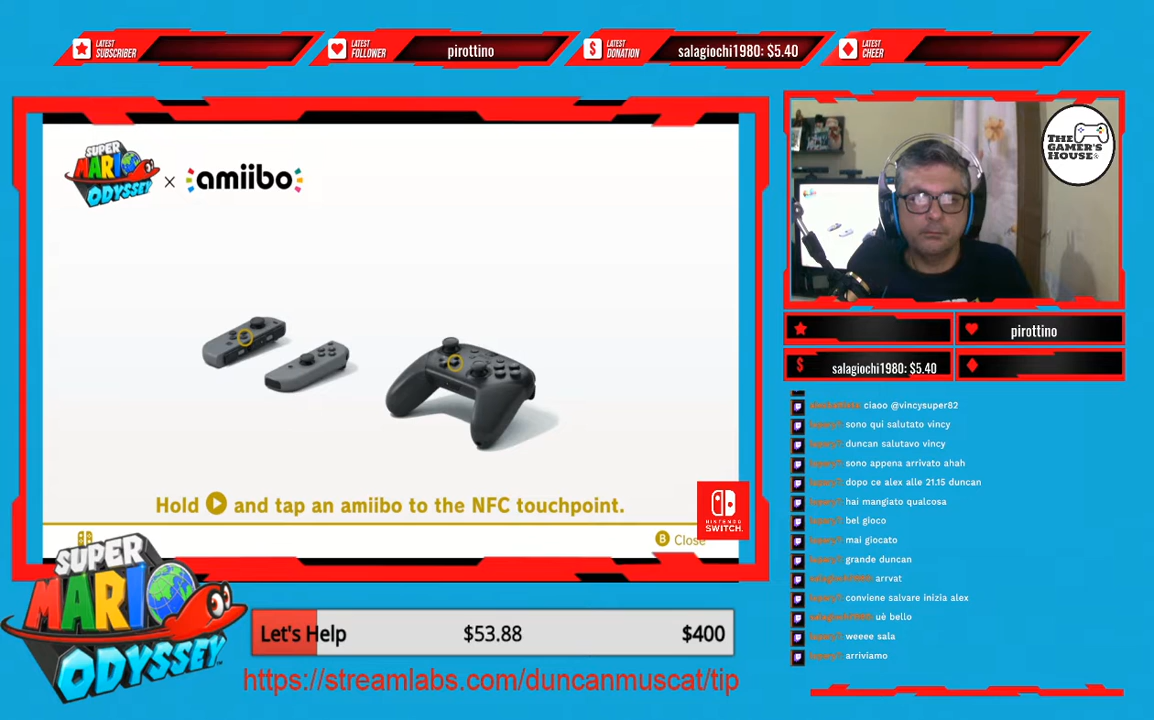 LATEST
SUBSCRIBER
LATEST
FOLLOWER
pirottino
LATEST
DONATION
salagiochi1980: $5.40
LATEST
CHEER
SUPER
MARIO
ODYSSEY
× amiibo
Hold and tap an amiibo to the NFC touchpoint.
B Close
NINTENDO
SWITCH.
THE
GAMER'S
HOUSE
pirottino
salagiochi1980: $5.40
ciaoo @vincysuper82
sono qui salutato vincy
duncan salutavo vincy
sono appena arrivato ahah
dopo ce alex alle 21.15 duncan
hai mangiato qualcosa
bel gioco
mai giocato
grande duncan
salagiochi1980: arrvat
conviene salvare inizia alex
salagiochi1980: uè bello
weeee sala
arriviamo
SUPER
MARIO
ODYSSEY
Let's Help $53.88 $400
https://streamlabs.com/duncanmuscat/tip